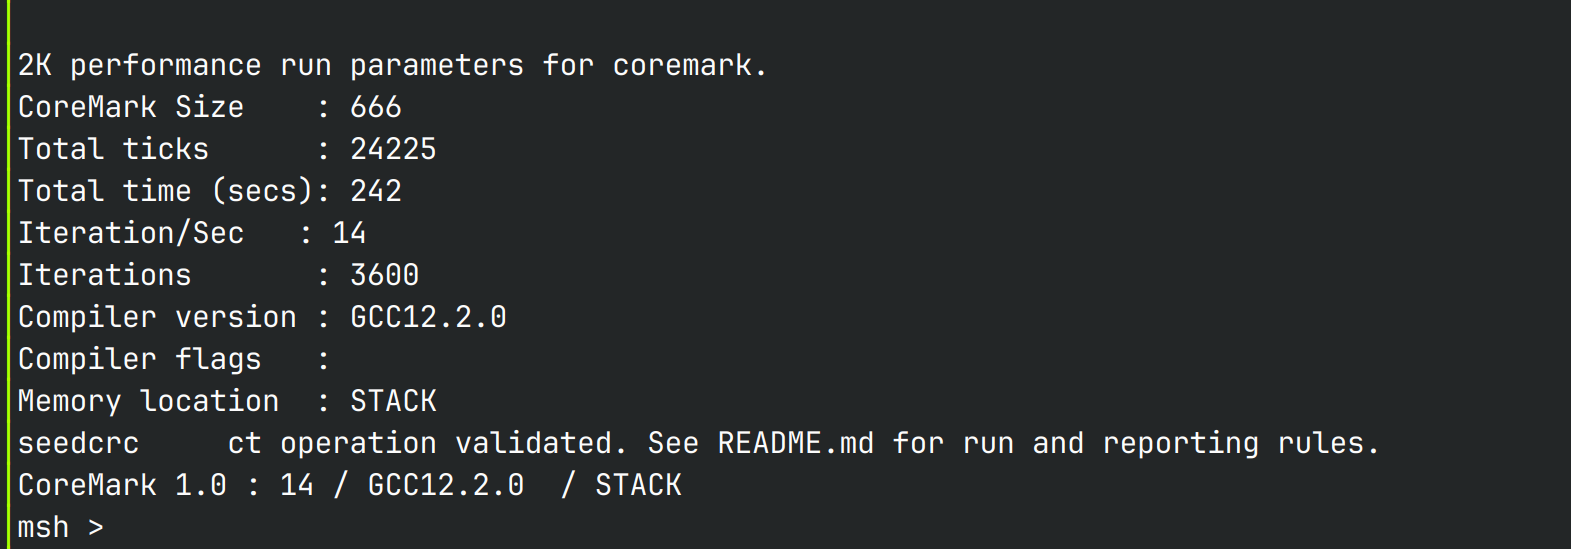 2K performance run parameters for coremark.
CoreMark Size    : 666
Total ticks      : 24225
Total time (secs): 242
Iteration/Sec   : 14
Iterations       : 3600
Compiler version : GCC12.2.0
Compiler flags   :
Memory location  : STACK
seedcrc     ct operation validated. See README.md for run and reporting rules.
CoreMark 1.0 : 14 / GCC12.2.0  / STACK
msh >